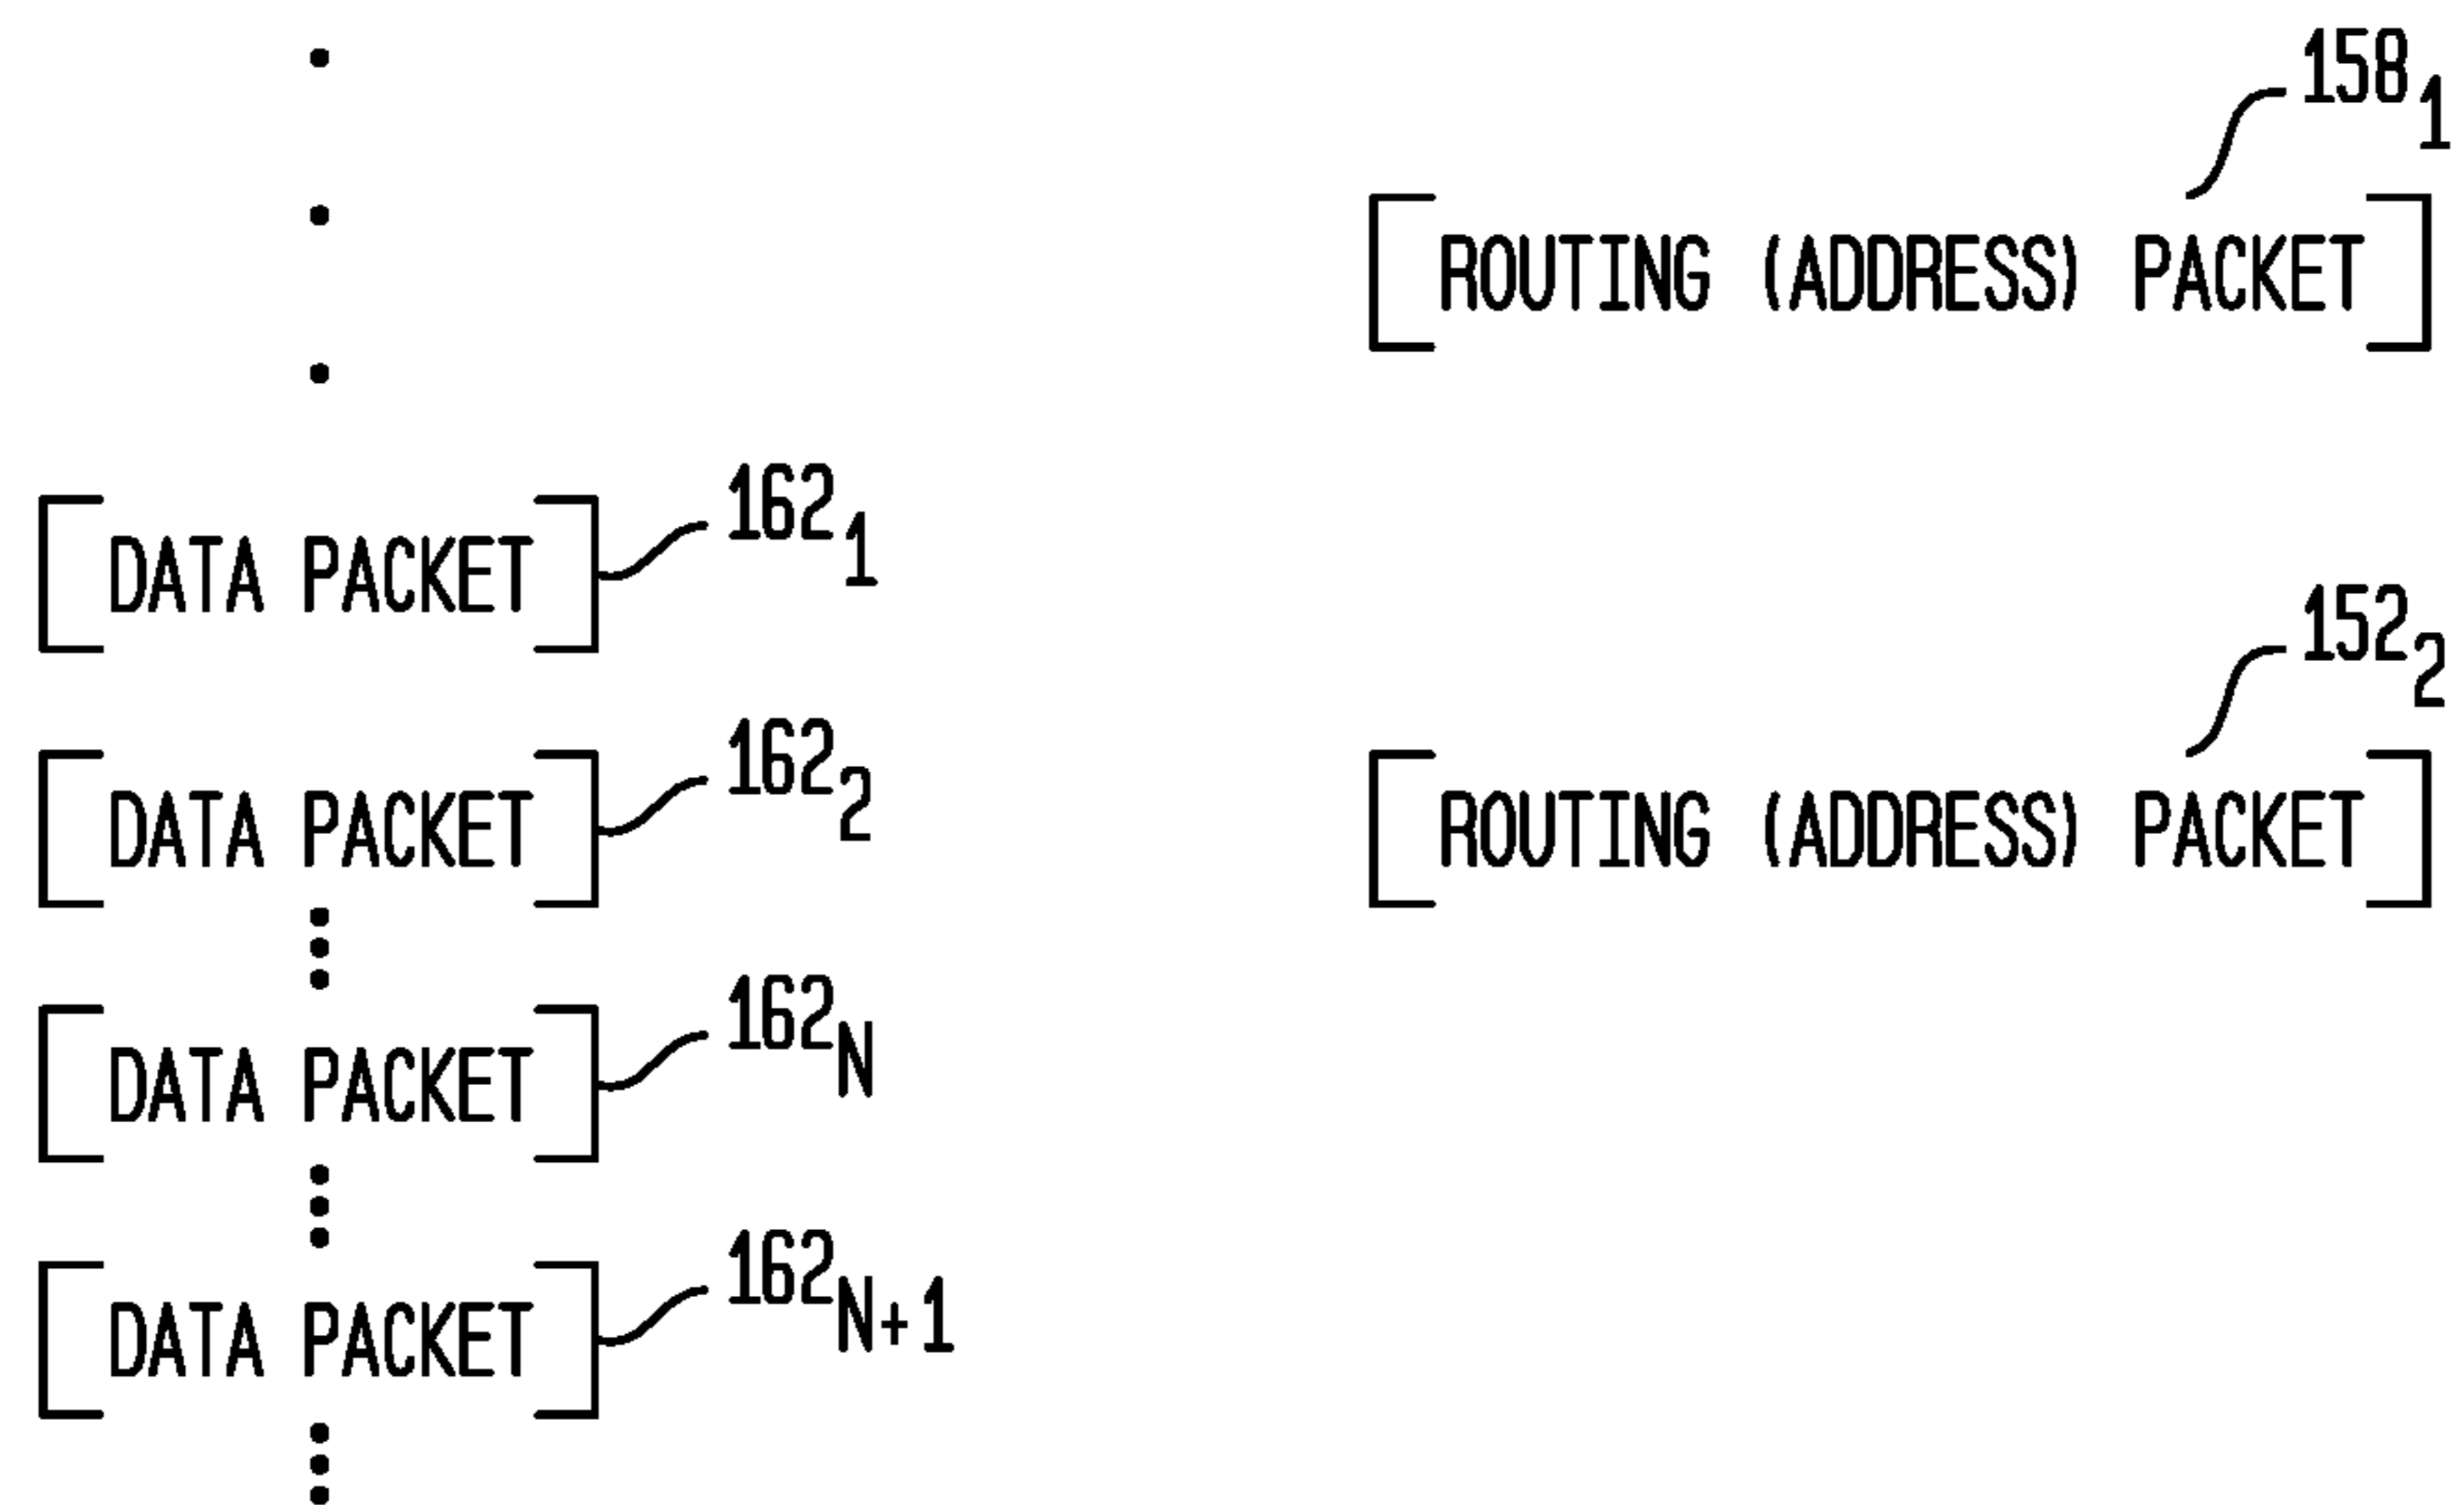 158₁
[ROUTING (ADDRESS) PACKET]
[DATA PACKET] 162₁
152₂
[DATA PACKET] 162₂
[ROUTING (ADDRESS) PACKET]
[DATA PACKET] 162N
[DATA PACKET] 162N+1